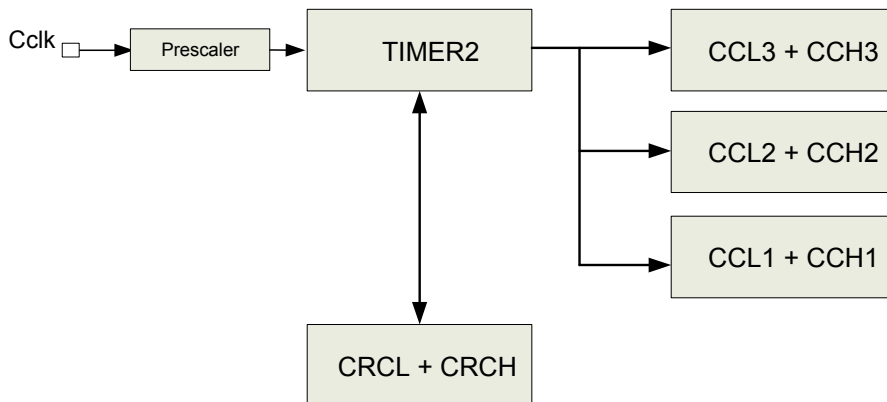 Cclk
Prescaler
TIMER2
CCL3 + CCH3
CCL2 + CCH2
CCL1 + CCH1
CRCL + CRCH